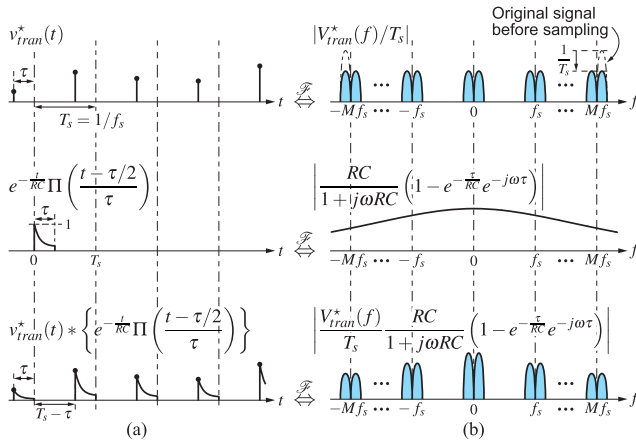 v*tran(t)
τ
Ts = 1/fs
t
ℱ ⇔
|V*tran(f)/Ts|
Original signal
before sampling
1/Ts
−Mfs ... −fs 0 fs ... Mfs
f
e^(−t/RC) Π((t − τ/2)/τ)
τ
1
0 Ts
t
ℱ ⇔
|RC/(1 + jωRC) (1 − e^(−τ/RC) e^(−jωτ))|
−Mfs ... −fs 0 fs ... Mfs
f
v*tran(t) * {e^(−t/RC) Π((t − τ/2)/τ)}
τ
Ts − τ
t
ℱ ⇔
|V*tran(f)/Ts RC/(1 + jωRC) (1 − e^(−τ/RC) e^(−jωτ))|
−Mfs ... −fs 0 fs ... Mfs
f
(a)
(b)